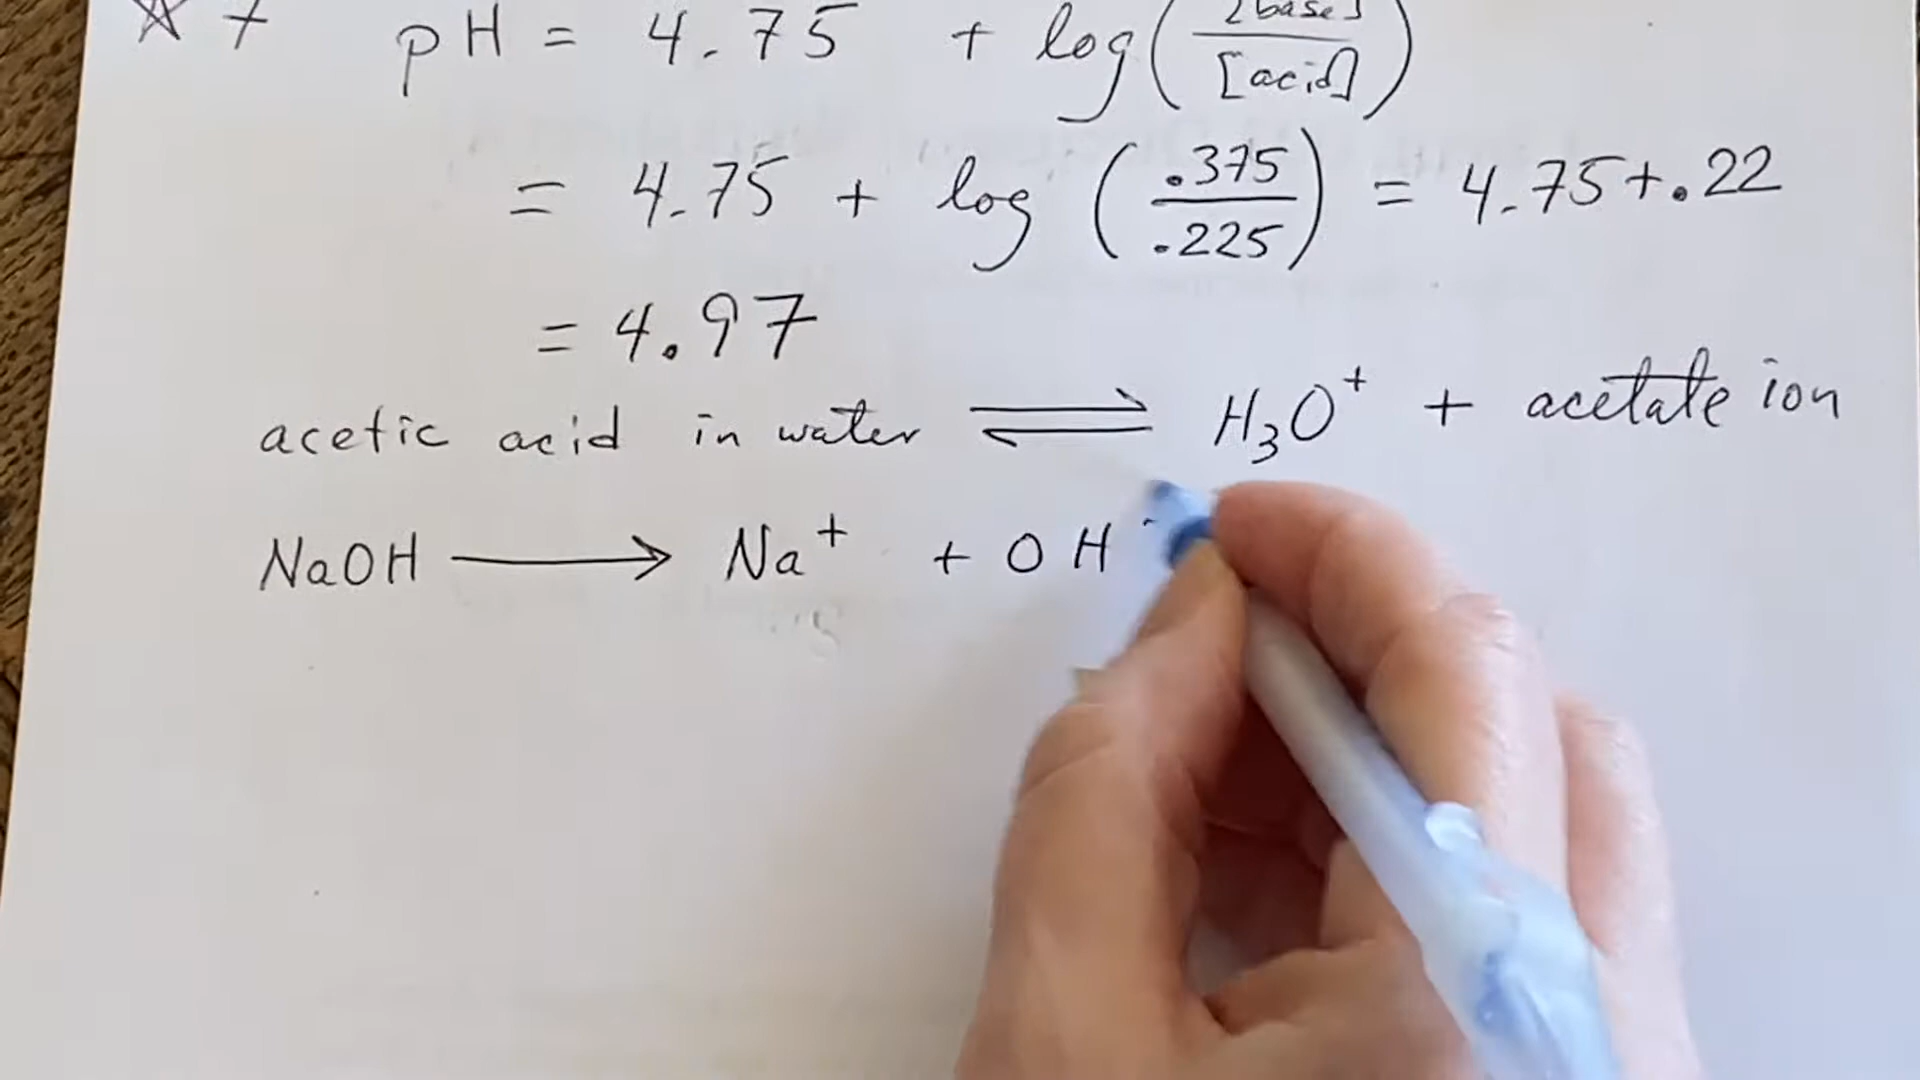 ☆ 7 pH = 4.75 + log([base]/[acid])
= 4.75 + log (.375/.225) = 4.75+.22
= 4.97
acetic acid in water ⇌ H₃O⁺ + acetate ion
NaOH ⟶ Na⁺ + OH⁻